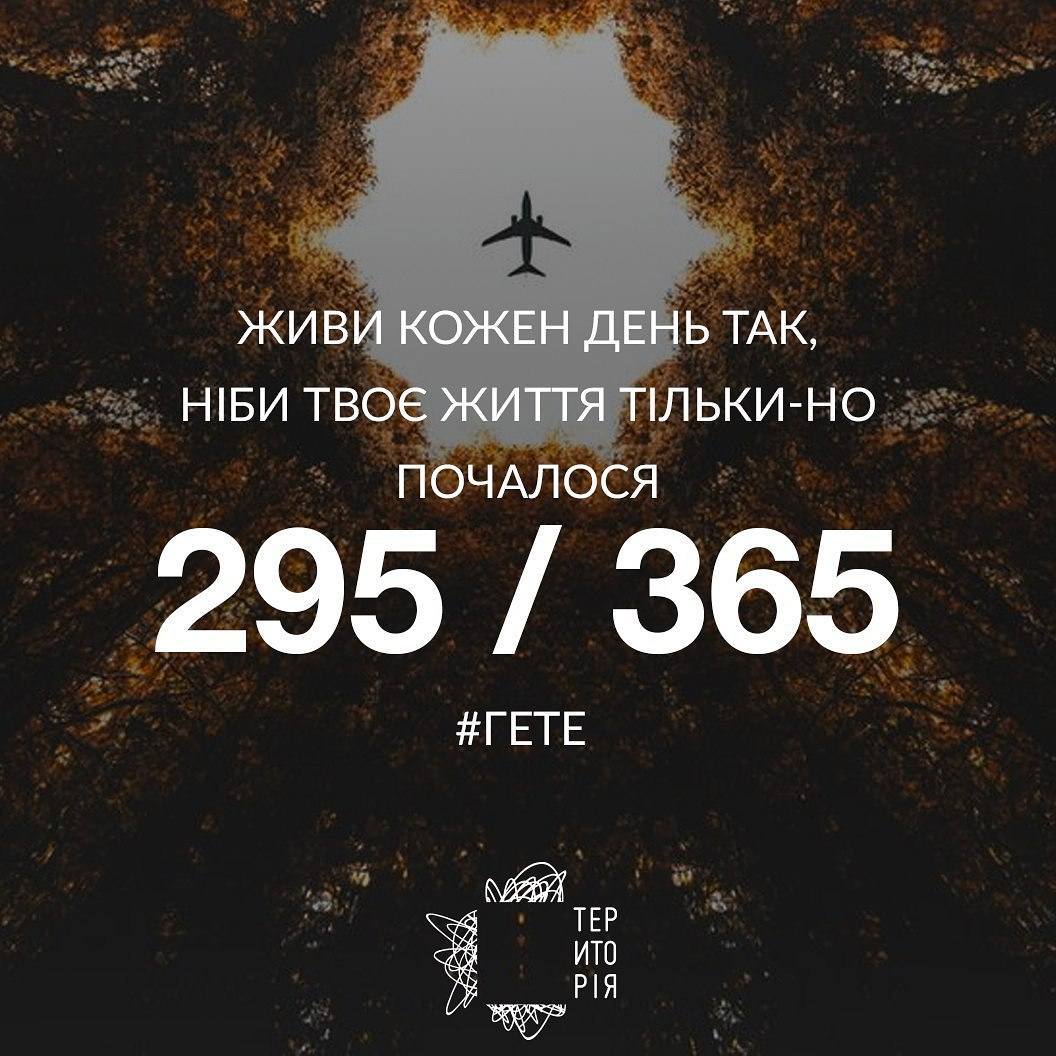 ЖИВИ КОЖЕН ДЕНЬ ТАК,
НІБИ ТВОЄ ЖИТТЯ ТІЛЬКИ-НО
ПОЧАЛОСЯ
295 / 365
#ГЕТЕ
ТЕР
ИТО
РІЯ